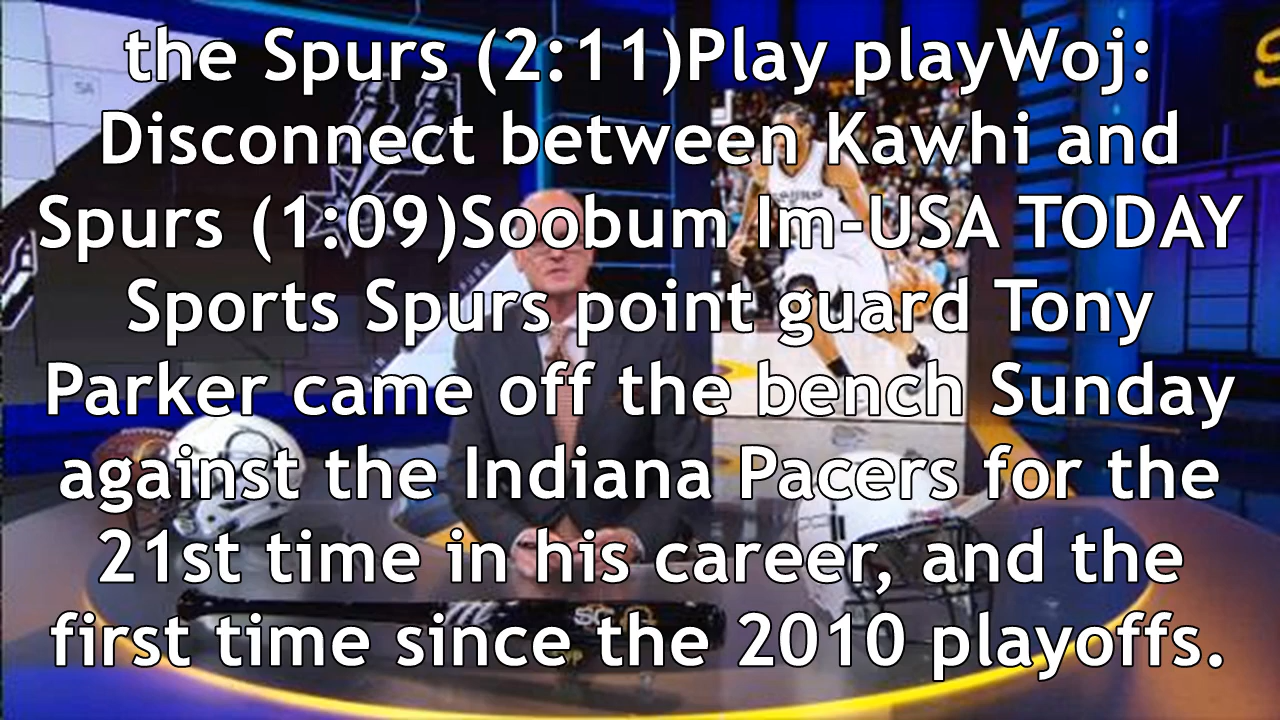 the Spurs (2:11)Play playWoj:
Disconnect between Kawhi and
Spurs (1:09)Soobum Im-USA TODAY
Sports Spurs point guard Tony
Parker came off the bench Sunday
against the Indiana Pacers for the
21st time in his career, and the
first time since the 2010 playoffs.
SC